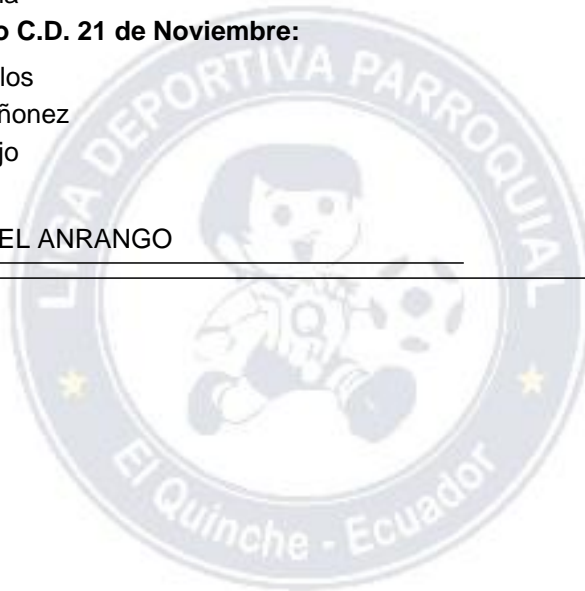 o C.D. 21 de Noviembre:
los
ñonez
jo
EL ANRANGO
LIGA DEPORTIVA PARROQUIAL
Q
El Quinche - Ecuador